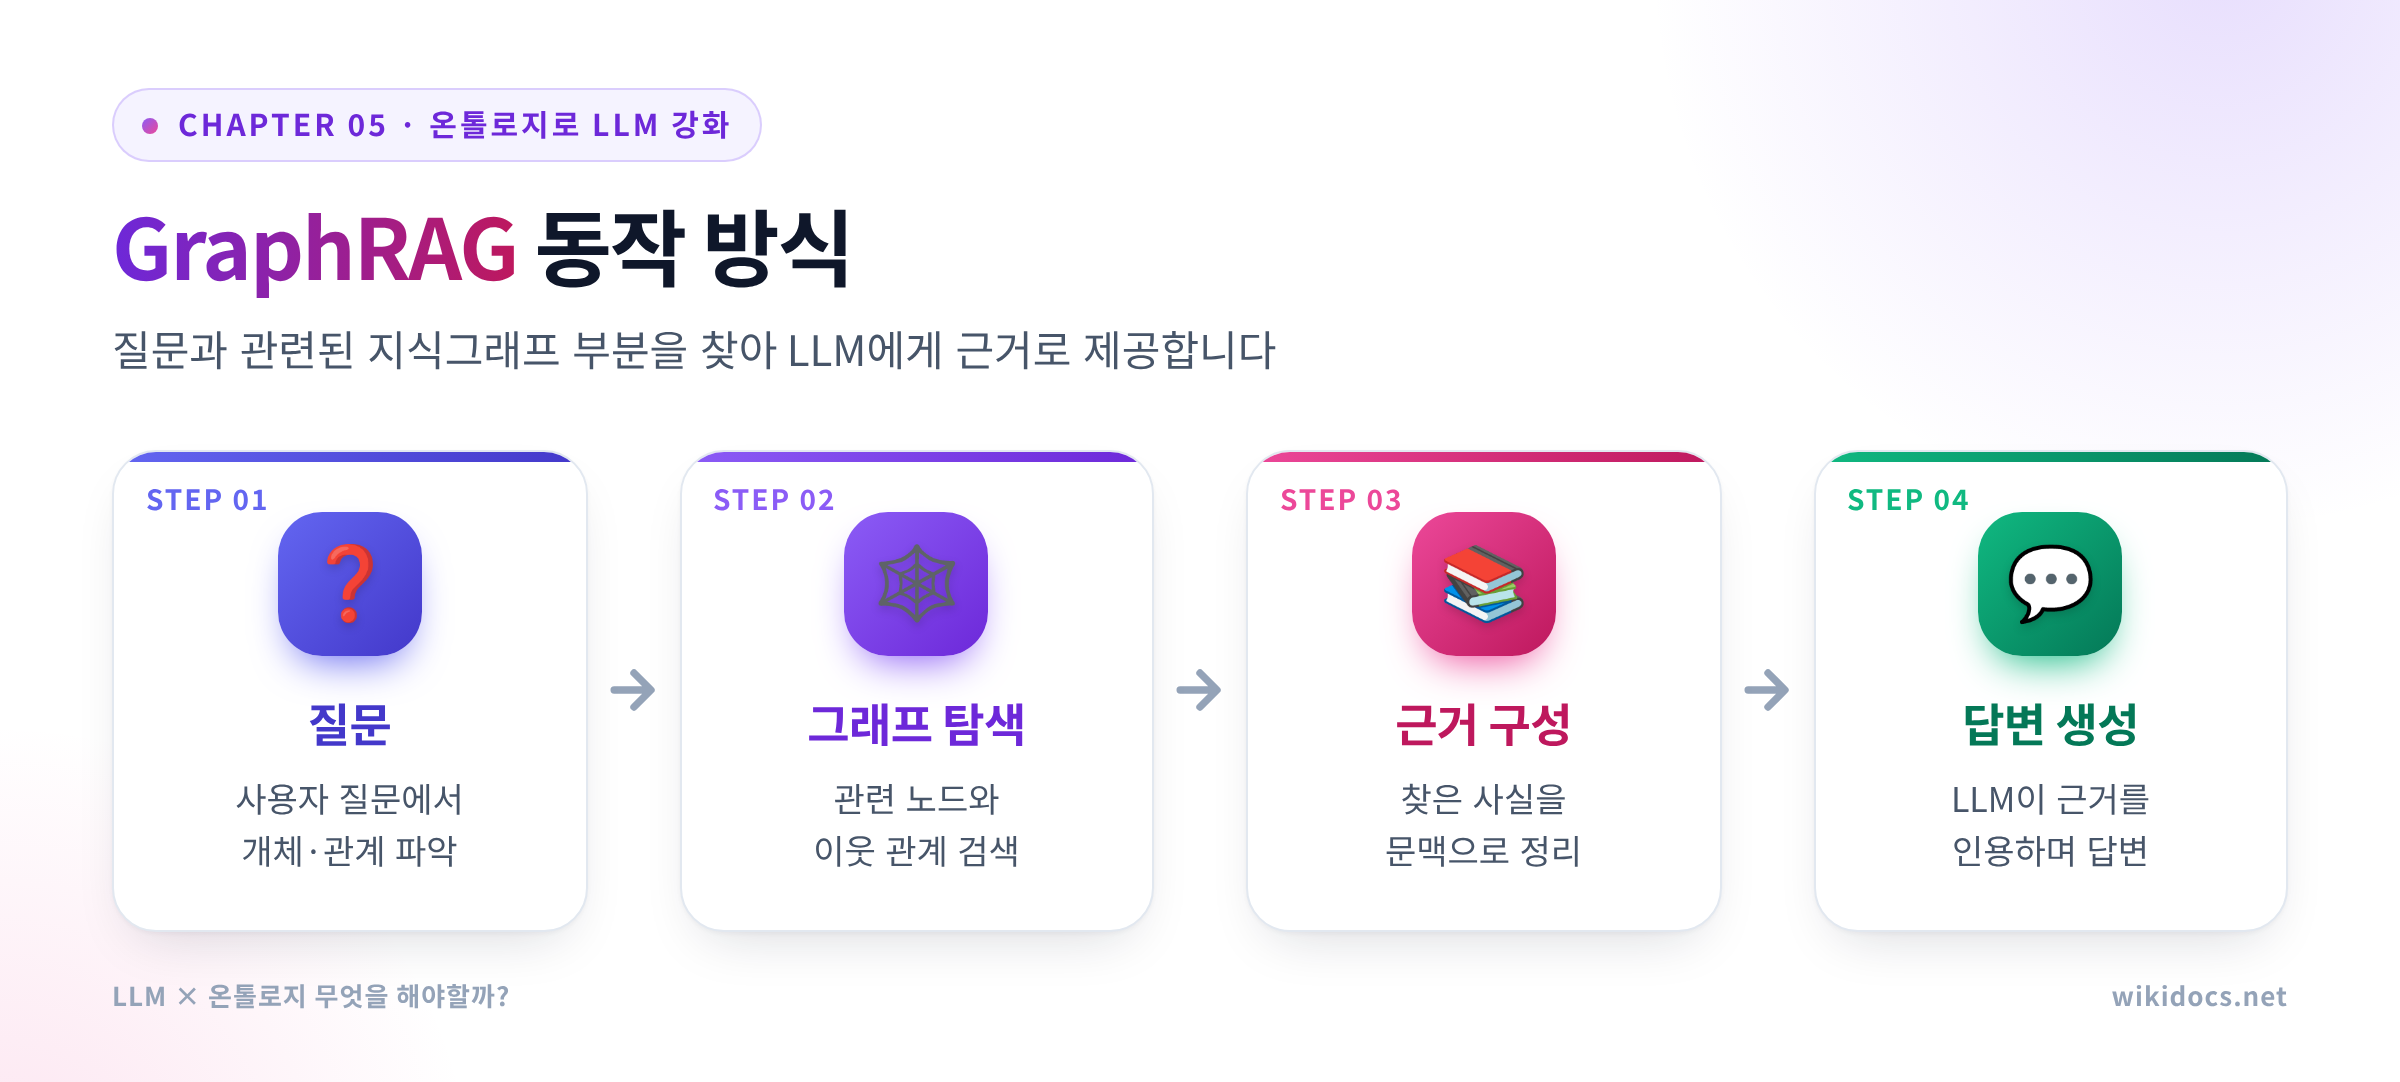 CHAPTER 05 · 온톨로지로 LLM 강화
GraphRAG 동작 방식
질문과 관련된 지식그래프 부분을 찾아 LLM에게 근거로 제공합니다
STEP 01
질문
사용자 질문에서
개체·관계 파악
STEP 02
그래프 탐색
관련 노드와
이웃 관계 검색
STEP 03
근거 구성
찾은 사실을
문맥으로 정리
STEP 04
답변 생성
LLM이 근거를
인용하며 답변
LLM × 온톨로지 무엇을 해야할까?
wikidocs.net